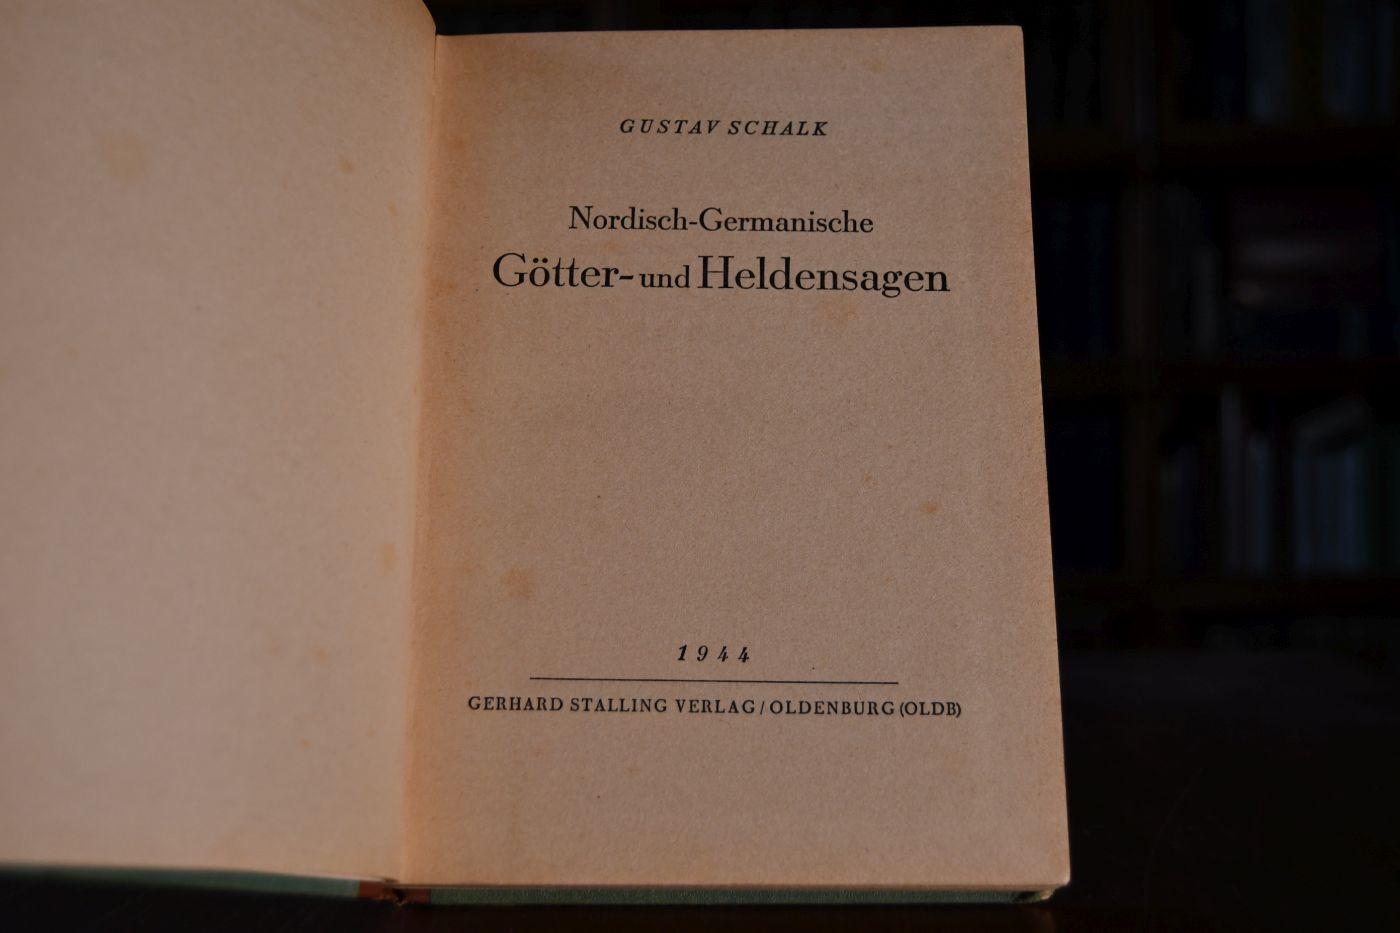 GUSTAV SCHALK
Nordisch-Germanische
Götter- und Heldensagen
1944
GERHARD STALLING VERLAG / OLDENBURG (OLDB)